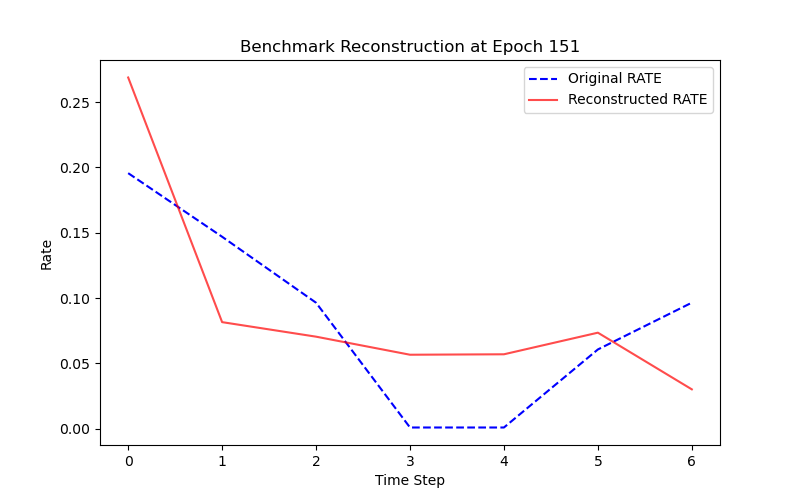 Benchmark Reconstruction at Epoch 151
Original RATE
Reconstructed RATE
Rate
0.25
0.20
0.15
0.10
0.05
0.00
0 1 2 3 4 5 6
Time Step